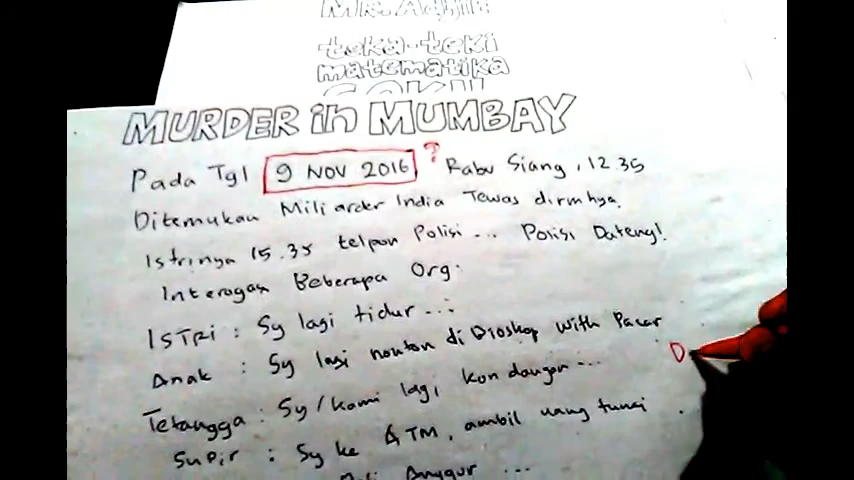 MR. Adjie
teka-teki
matematika
MURDER in MUMBAY
Pada Tgl 9 NOV 2016 ? Rabu Siang, 12.35
Ditemukan Miliarder India Tewas dirmhya.
Istrinya 15.35 telpon Polisi ... Polisi Dateng!
Interogasi Beberapa Org.
ISTRI : Sy lagi tidur ...
Anak : Sy lagi nonton di Bioskop with Pacar
D
Tetangga : Sy/kami lagi kondangan ...
Supir : Sy ke ATM, ambil uang tunai .
Anggur ...